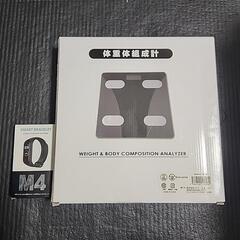 体重体組成計
WEIGHT & BODY COMPOSITION ANALYZER
SMART BRACELET
M4